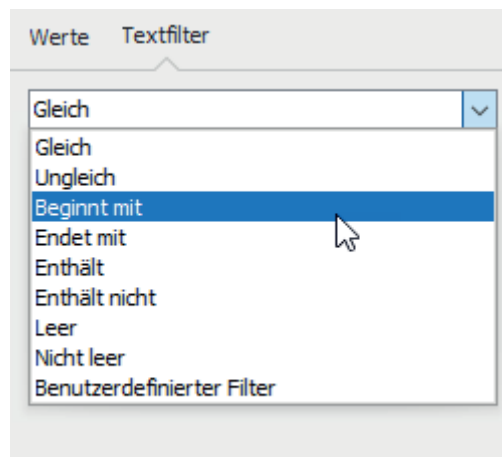 Werte Textfilter
Gleich
Gleich
Ungleich
Beginnt mit
Endet mit
Enthält
Enthält nicht
Leer
Nicht leer
Benutzerdefinierter Filter